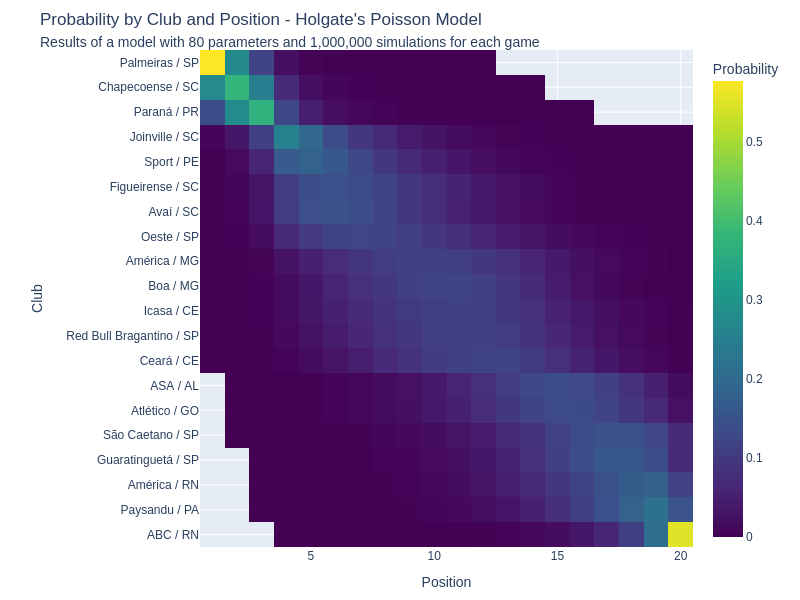 Probability by Club and Position - Holgate's Poisson Model
Results of a model with 80 parameters and 1,000,000 simulations for each game
Probability
Palmeiras / SP
Chapecoense / SC
Paraná / PR
Joinville / SC
Sport / PE
Figueirense / SC
Avaí / SC
Oeste / SP
América / MG
Boa / MG
Icasa / CE
Red Bull Bragantino / SP
Ceará / CE
ASA / AL
Atlético / GO
São Caetano / SP
Guaratinguetá / SP
América / RN
Paysandu / PA
ABC / RN
Club
5
10
15
20
Position
0.5
0.4
0.3
0.2
0.1
0